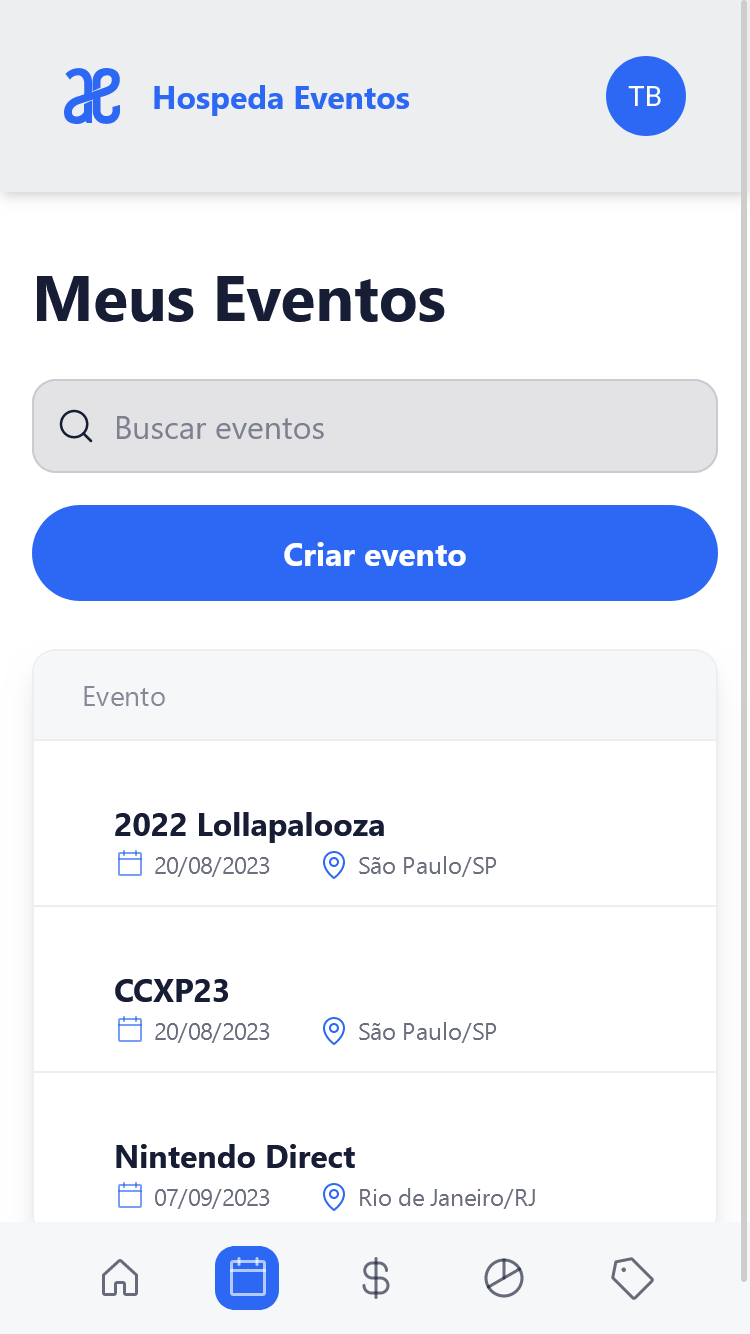 Hospeda Eventos
TB
Meus Eventos
Buscar eventos
Criar evento
Evento
2022 Lollapalooza
20/08/2023 São Paulo/SP
CCXP23
20/08/2023 São Paulo/SP
Nintendo Direct
07/09/2023 Rio de Janeiro/RJ